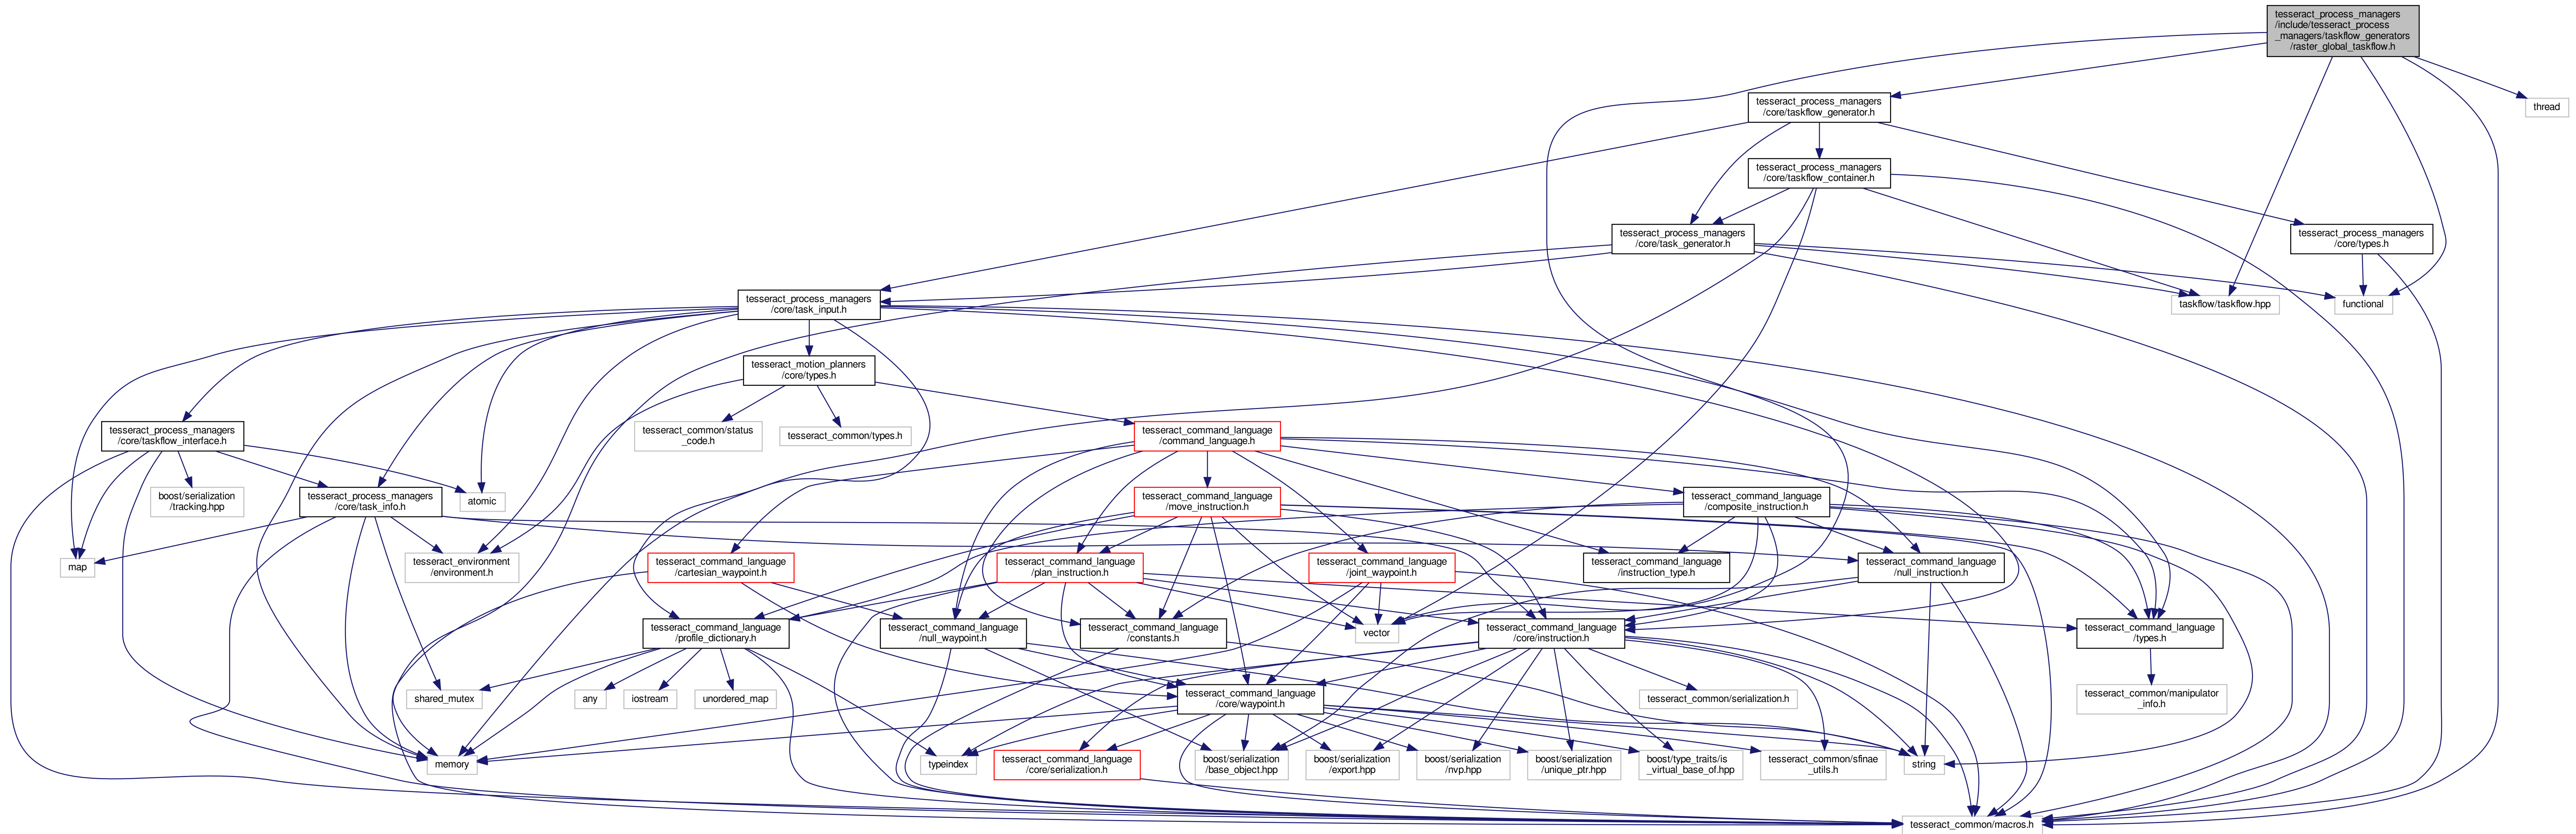 tesseract_process_managers
/include/tesseract_process
_managers/taskflow_generators
/raster_global_taskflow.h
thread
tesseract_process_managers
/core/taskflow_generator.h
tesseract_process_managers
/core/taskflow_container.h
tesseract_process_managers
/core/task_generator.h
tesseract_process_managers
/core/types.h
tesseract_process_managers
/core/task_input.h
taskflow/taskflow.hpp
functional
tesseract_motion_planners
/core/types.h
tesseract_process_managers
/core/taskflow_interface.h
tesseract_common/status
_code.h
tesseract_common/types.h
tesseract_command_language
/command_language.h
boost/serialization
/tracking.hpp
tesseract_process_managers
/core/task_info.h
atomic
tesseract_command_language
/move_instruction.h
tesseract_command_language
/composite_instruction.h
map
tesseract_environment
/environment.h
tesseract_command_language
/cartesian_waypoint.h
tesseract_command_language
/plan_instruction.h
tesseract_command_language
/joint_waypoint.h
tesseract_command_language
/instruction_type.h
tesseract_command_language
/null_instruction.h
tesseract_command_language
/profile_dictionary.h
tesseract_command_language
/null_waypoint.h
tesseract_command_language
/constants.h
vector
tesseract_command_language
/core/instruction.h
tesseract_command_language
/types.h
shared_mutex
any
iostream
unordered_map
tesseract_command_language
/core/waypoint.h
tesseract_common/serialization.h
tesseract_common/manipulator
_info.h
memory
typeindex
tesseract_command_language
/core/serialization.h
boost/serialization
/base_object.hpp
boost/serialization
/export.hpp
boost/serialization
/nvp.hpp
boost/serialization
/unique_ptr.hpp
boost/type_traits/is
_virtual_base_of.hpp
tesseract_common/sfinae
_utils.h
string
tesseract_common/macros.h